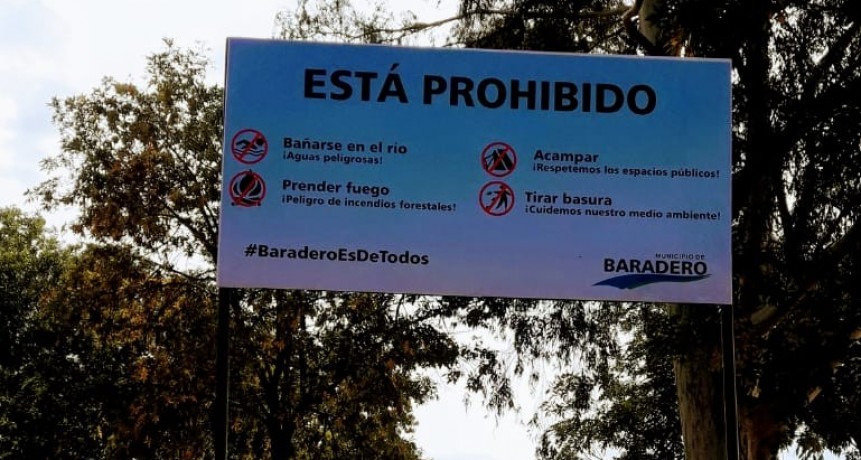 ESTÁ PROHIBIDO
Bañarse en el río
¡Aguas peligrosas!
Prender fuego
¡Peligro de incendios forestales!
Acampar
¡Respetemos los espacios públicos!
Tirar basura
¡Cuidemos nuestro medio ambiente!
#BaraderoEsDeTodos
MUNICIPIO DE
BARADERO